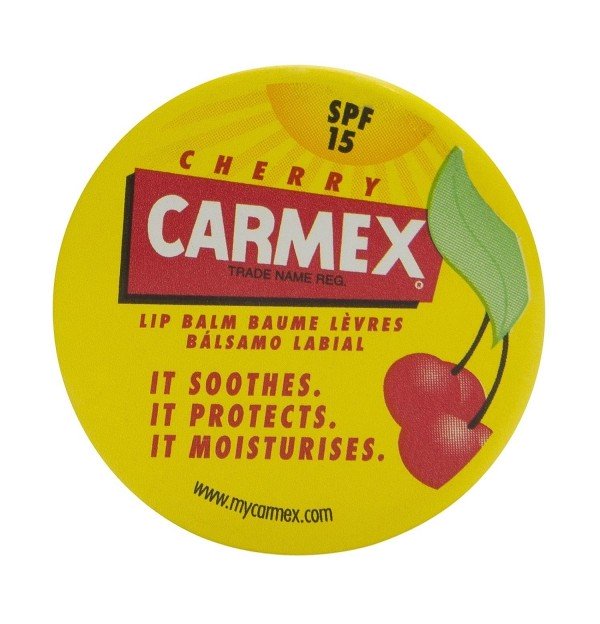 SPF
15
CHERRY
CARMEX
TRADE NAME REG.
®
LIP BALM BAUME LÈVRES
BÁLSAMO LABIAL
IT SOOTHES.
IT PROTECTS.
IT MOISTURISES.
www.mycarmex.com